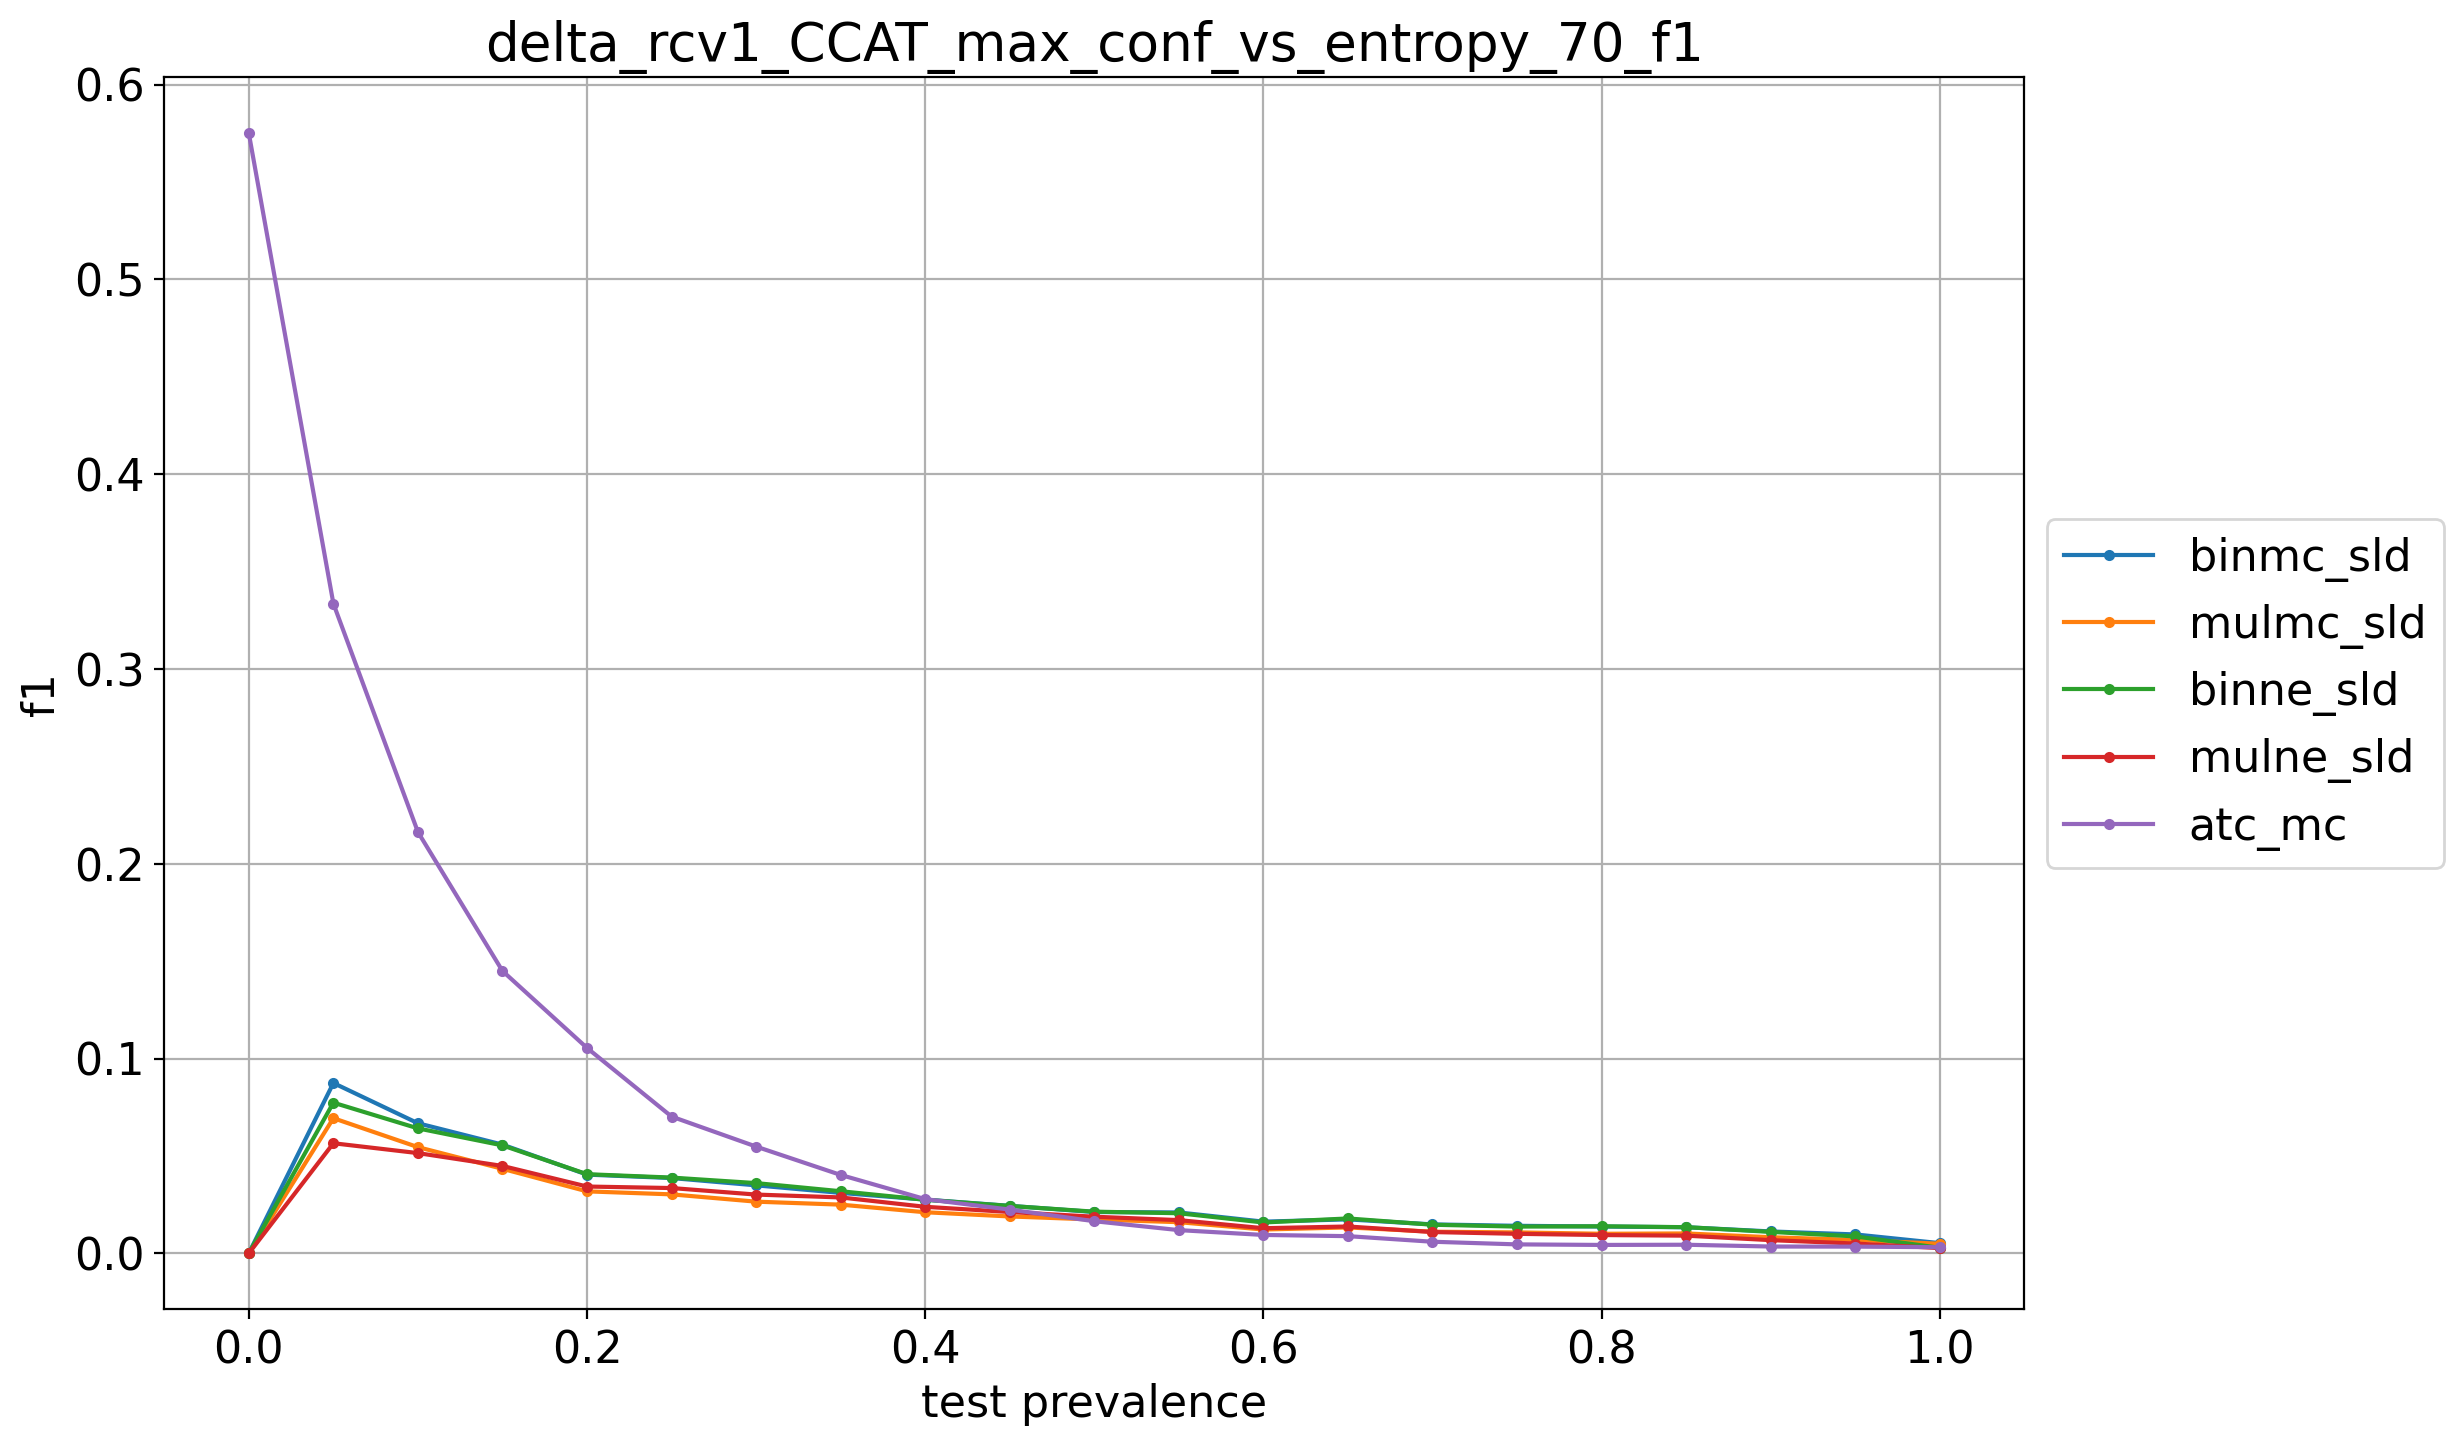 delta_rcv1_CCAT_max_conf_vs_entropy_70_f1
0.6
0.5
0.4
0.3
0.2
0.1
0.0
f1
0.0 0.2 0.4 0.6 0.8 1.0
test prevalence
binmc_sld
mulmc_sld
binne_sld
mulne_sld
atc_mc